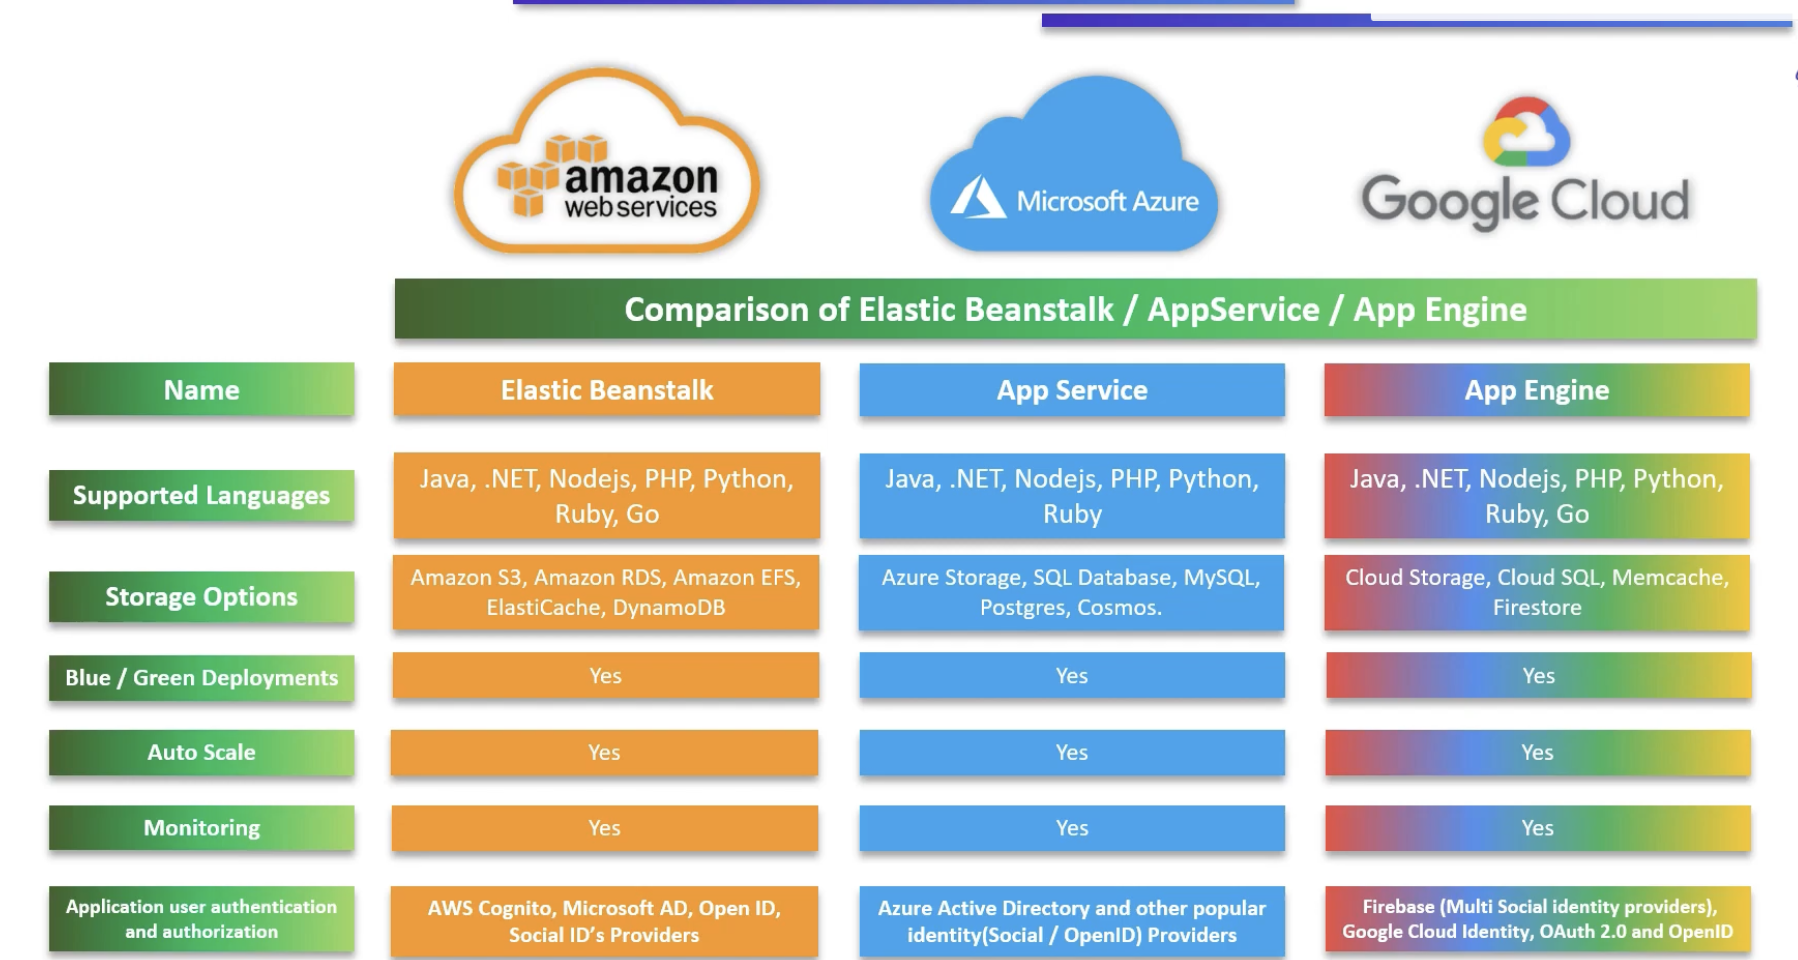 amazon
web services
Microsoft Azure
Google Cloud
Comparison of Elastic Beanstalk / AppService / App Engine
Name
Elastic Beanstalk
App Service
App Engine
Supported Languages
Java, .NET, Nodejs, PHP, Python,
Ruby, Go
Java, .NET, Nodejs, PHP, Python,
Ruby
Java, .NET, Nodejs, PHP, Python,
Ruby, Go
Storage Options
Amazon S3, Amazon RDS, Amazon EFS,
ElastiCache, DynamoDB
Azure Storage, SQL Database, MySQL,
Postgres, Cosmos.
Cloud Storage, Cloud SQL, Memcache,
Firestore
Blue / Green Deployments
Yes
Yes
Yes
Auto Scale
Yes
Yes
Yes
Monitoring
Yes
Yes
Yes
Application user authentication
and authorization
AWS Cognito, Microsoft AD, Open ID,
Social ID's Providers
Azure Active Directory and other popular
identity(Social / OpenID) Providers
Firebase (Multi Social identity providers),
Google Cloud Identity, OAuth 2.0 and OpenID